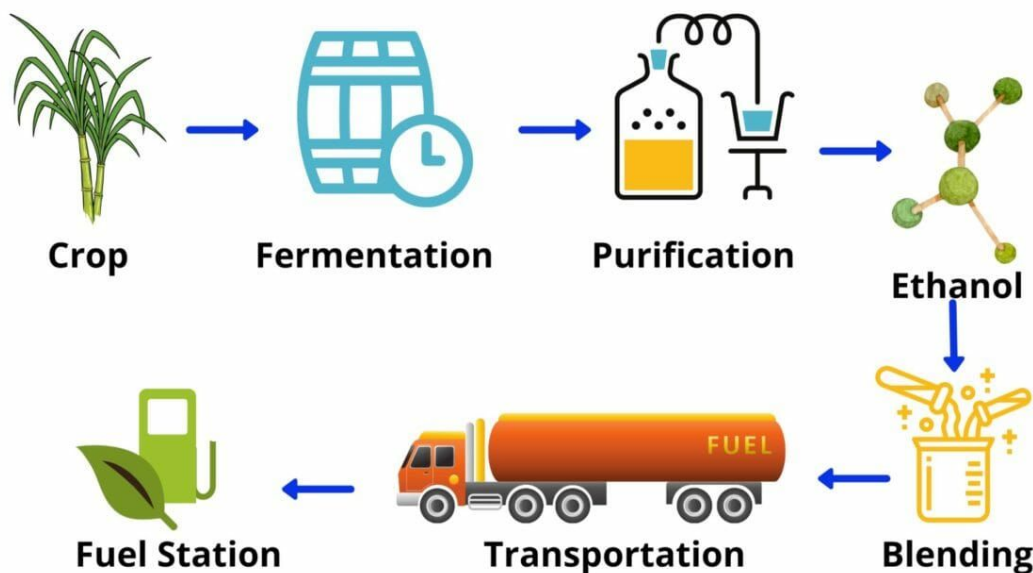 Crop
Fermentation
Purification
Ethanol
FUEL
Fuel Station
Transportation
Blending